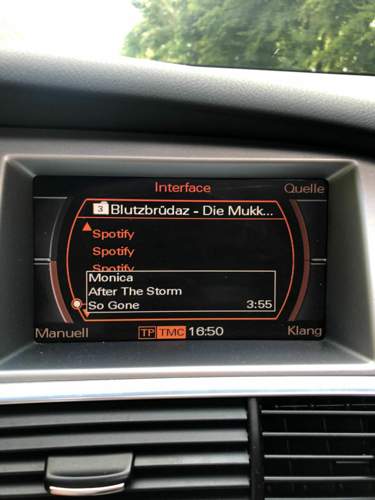 Interface
Quelle
3 Blutzbrûdaz - Die Mukk...
Spotify
Spotify
Spotify
Monica
After The Storm
So Gone 3:55
Manuell
TP TMC 16:50
Klang